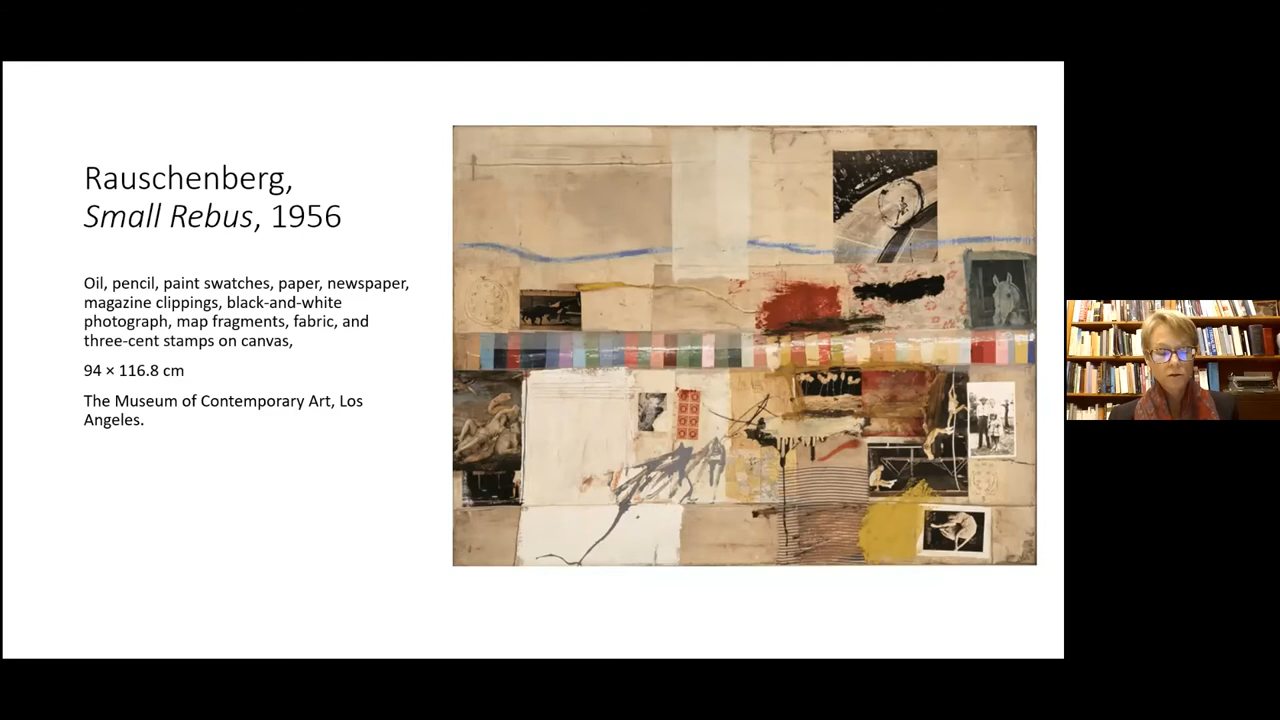 Rauschenberg,
Small Rebus, 1956
Oil, pencil, paint swatches, paper, newspaper,
magazine clippings, black-and-white
photograph, map fragments, fabric, and
three-cent stamps on canvas,
94 × 116.8 cm
The Museum of Contemporary Art, Los
Angeles.